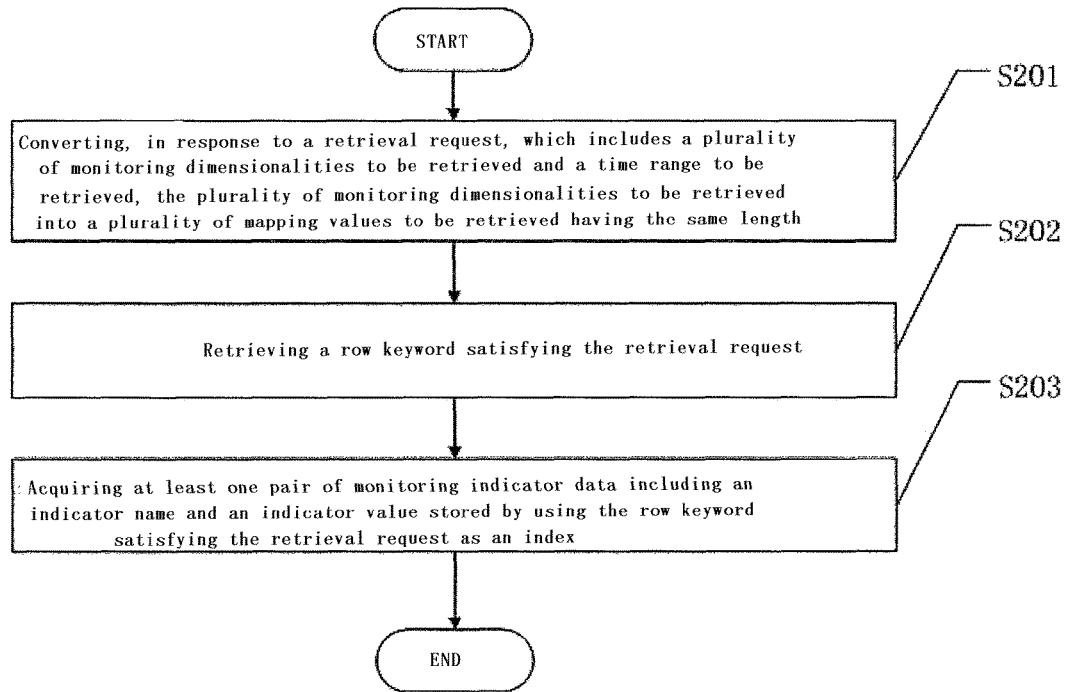 START
S201
Converting, in response to a retrieval request, which includes a plurality
of monitoring dimensionalities to be retrieved and a time range to be
retrieved, the plurality of monitoring dimensionalities to be retrieved
into a plurality of mapping values to be retrieved having the same length
S202
Retrieving a row keyword satisfying the retrieval request
S203
Acquiring at least one pair of monitoring indicator data including an
indicator name and an indicator value stored by using the row keyword
satisfying the retrieval request as an index
END